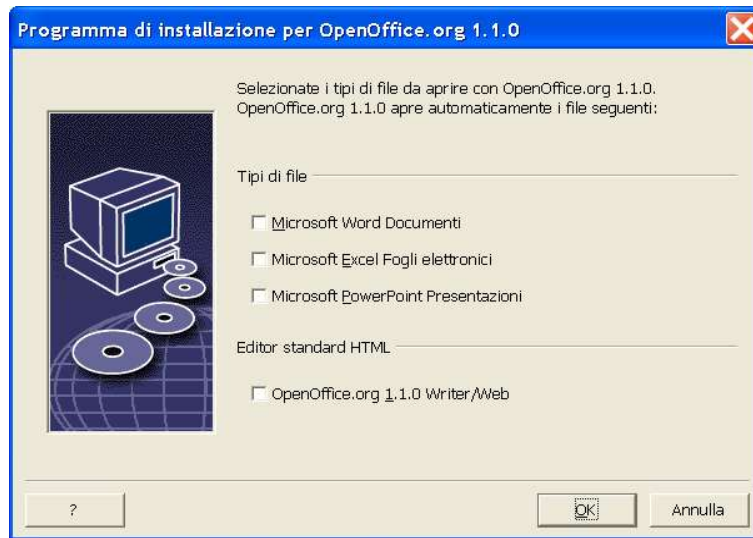 Programma di installazione per OpenOffice.org 1.1.0
Selezionate i tipi di file da aprire con OpenOffice.org 1.1.0.
OpenOffice.org 1.1.0 apre automaticamente i file seguenti:
Tipi di file
Microsoft Word Documenti
Microsoft Excel Fogli elettronici
Microsoft PowerPoint Presentazioni
Editor standard HTML
OpenOffice.org 1.1.0 Writer/Web
?
OK
Annulla